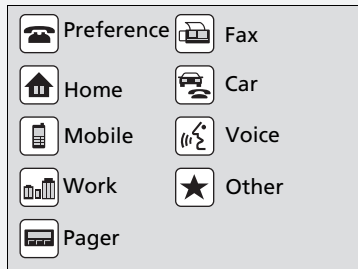 Preference
Fax
Home
Car
Mobile
Voice
Work
Other
Pager